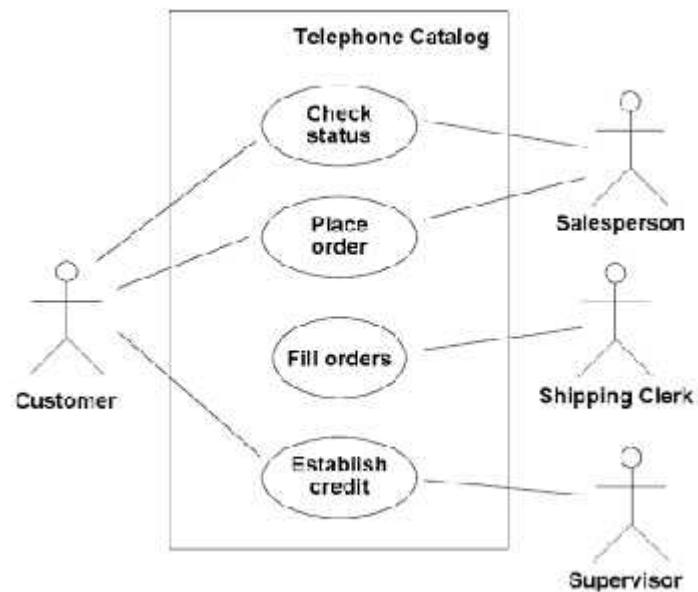 Telephone Catalog
Check
status
Place
order
Salesperson
Fill orders
Customer
Shipping Clerk
Establish
credit
Supervisor